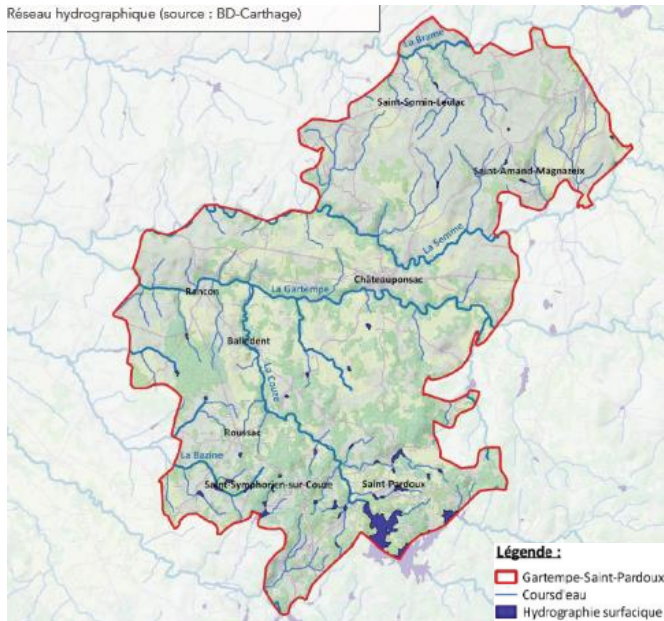 Réseau hydrographique (source : BD-Carthage)
La Brame
Saint-Sornin-Leulac
Saint-Amand-Magnazeix
La Semme
Châteauponsac
La Gartempe
Rancon
Balledent
La Couze
Roussac
La Bazine
Saint-Symphorien-sur-Couze
Saint-Pardoux
Légende :
Gartempe-Saint-Pardoux
Cours d'eau
Hydrographie surfacique